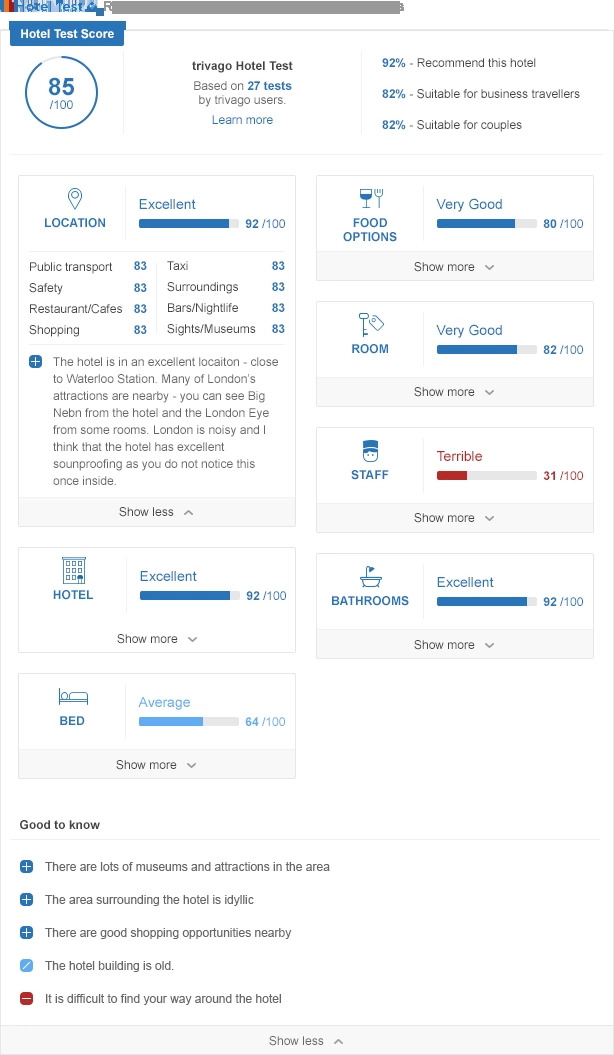 Hotel Test
Hotel Test Score
85
/100
trivago Hotel Test
Based on 27 tests
by trivago users.
Learn more
92% - Recommend this hotel
82% - Suitable for business travellers
82% - Suitable for couples
LOCATION
Excellent
92 /100
Public transport 83
Taxi 83
Safety 83
Surroundings 83
Restaurant/Cafes 83
Bars/Nightlife 83
Shopping 83
Sights/Museums 83
The hotel is in an excellent locaiton - close
to Waterloo Station. Many of London's
attractions are nearby - you can see Big
Nebn from the hotel and the London Eye
from some rooms. London is noisy and I
think that the hotel has excellent
sounproofing as you do not notice this
once inside.
Show less
HOTEL
Excellent
92 /100
Show more
BED
Average
64 /100
Show more
FOOD
OPTIONS
Very Good
80 /100
Show more
ROOM
Very Good
82 /100
Show more
STAFF
Terrible
31 /100
Show more
BATHROOMS
Excellent
92 /100
Show more
Good to know
There are lots of museums and attractions in the area
The area surrounding the hotel is idyllic
There are good shopping opportunities nearby
The hotel building is old.
It is difficult to find your way around the hotel
Show less